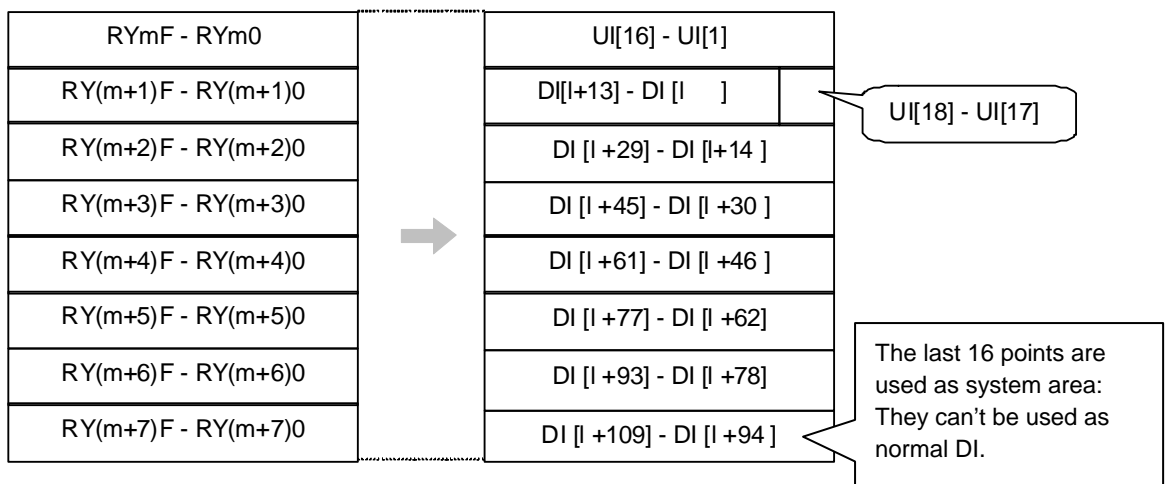 RYmF - RYm0
UI[16] - UI[1]
RY(m+1)F - RY(m+1)0
DI[l+13] - DI [l ]
UI[18] - UI[17]
RY(m+2)F - RY(m+2)0
DI [l +29] - DI [l+14 ]
RY(m+3)F - RY(m+3)0
DI [l +45] - DI [l +30 ]
RY(m+4)F - RY(m+4)0
DI [l +61] - DI [l +46 ]
RY(m+5)F - RY(m+5)0
DI [l +77] - DI [l +62]
RY(m+6)F - RY(m+6)0
DI [l +93] - DI [l +78]
RY(m+7)F - RY(m+7)0
DI [l +109] - DI [l +94 ]
The last 16 points are
used as system area:
They can’t be used as
normal DI.